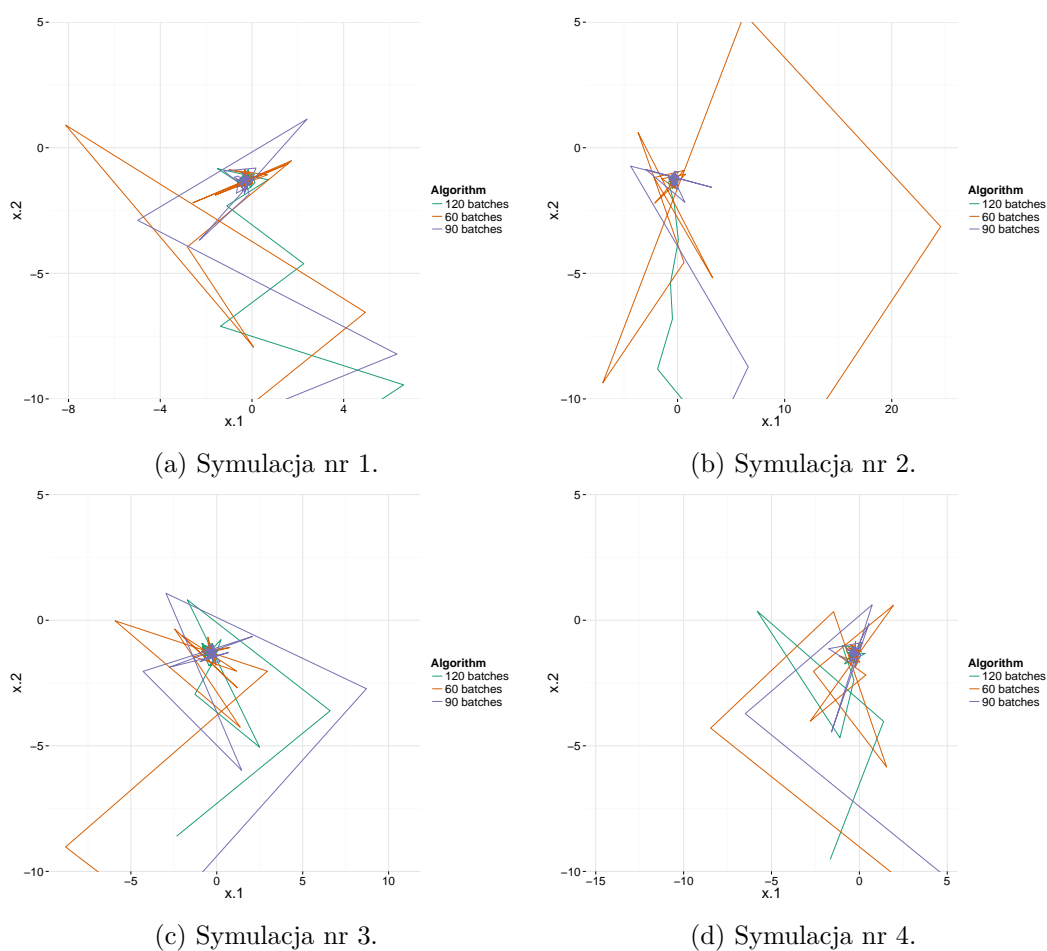 5
0
−5
−10
x.2
−8
−4
0
4
x.1
Algorithm
120 batches
60 batches
90 batches
(a) Symulacja nr 1.
5
0
−5
−10
x.2
0
10
20
x.1
Algorithm
120 batches
60 batches
90 batches
(b) Symulacja nr 2.
5
0
−5
−10
x.2
−5
0
5
10
x.1
Algorithm
120 batches
60 batches
90 batches
(c) Symulacja nr 3.
5
0
−5
−10
x.2
−15
−10
−5
0
5
x.1
Algorithm
120 batches
60 batches
90 batches
(d) Symulacja nr 4.